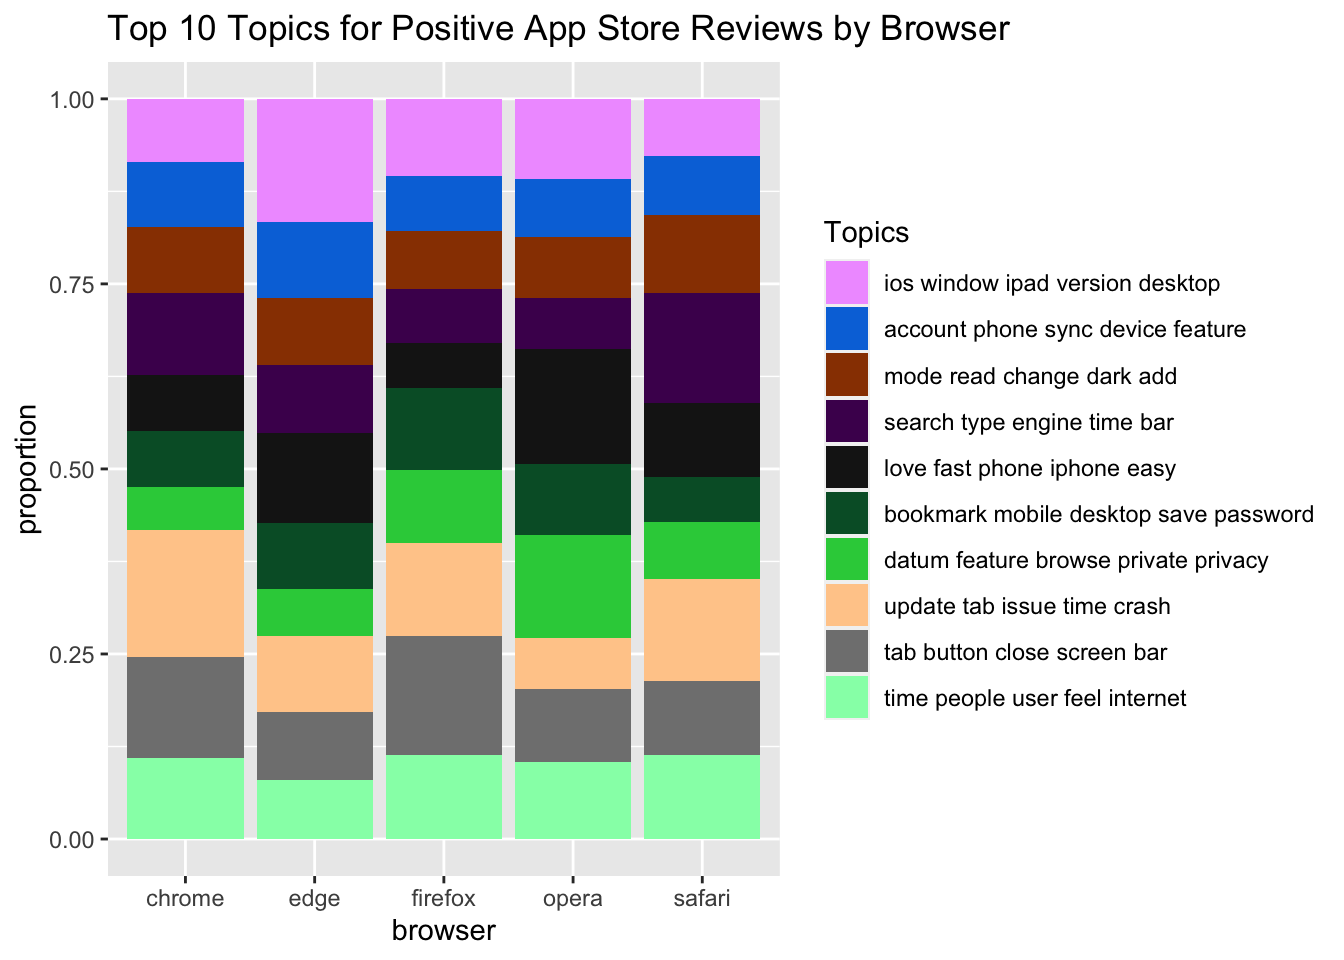 Top 10 Topics for Positive App Store Reviews by Browser
1.00
0.75
0.50
0.25
0.00
proportion
chrome edge firefox opera safari
browser
Topics
ios window ipad version desktop
account phone sync device feature
mode read change dark add
search type engine time bar
love fast phone iphone easy
bookmark mobile desktop save password
datum feature browse private privacy
update tab issue time crash
tab button close screen bar
time people user feel internet